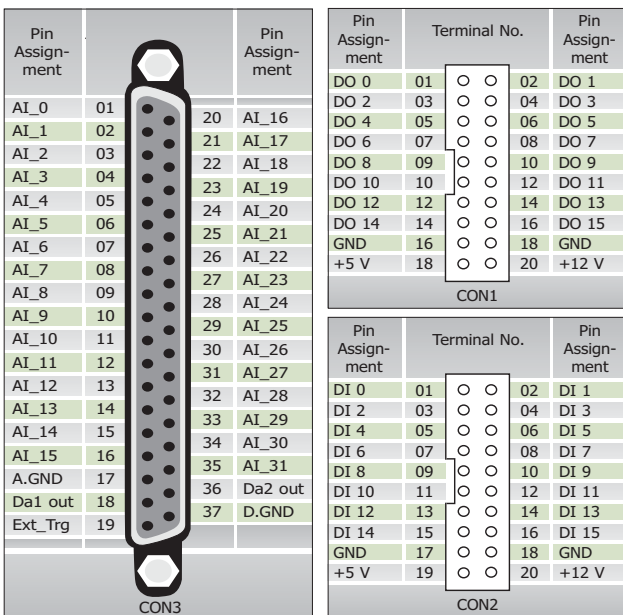 Pin Assign-ment
Pin Assign-ment
AI_0 01
AI_1 02
AI_2 03
AI_3 04
AI_4 05
AI_5 06
AI_6 07
AI_7 08
AI_8 09
AI_9 10
AI_10 11
AI_11 12
AI_12 13
AI_13 14
AI_14 15
AI_15 16
A.GND 17
Da1 out 18
Ext_Trg 19
20 AI_16
21 AI_17
22 AI_18
23 AI_19
24 AI_20
25 AI_21
26 AI_22
27 AI_23
28 AI_24
29 AI_25
30 AI_26
31 AI_27
32 AI_28
33 AI_29
34 AI_30
35 AI_31
36 Da2 out
37 D.GND
CON3
Pin Assign-ment Terminal No. Pin Assign-ment
DO 0 01 02 DO 1
DO 2 03 04 DO 3
DO 4 05 06 DO 5
DO 6 07 08 DO 7
DO 8 09 10 DO 9
DO 10 10 12 DO 11
DO 12 12 14 DO 13
DO 14 14 16 DO 15
GND 16 18 GND
+5 V 18 20 +12 V
CON1
Pin Assign-ment Terminal No. Pin Assign-ment
DI 0 01 02 DI 1
DI 2 03 04 DI 3
DI 4 05 06 DI 5
DI 6 07 08 DI 7
DI 8 09 10 DI 9
DI 10 11 12 DI 11
DI 12 13 14 DI 13
DI 14 15 16 DI 15
GND 17 18 GND
+5 V 19 20 +12 V
CON2